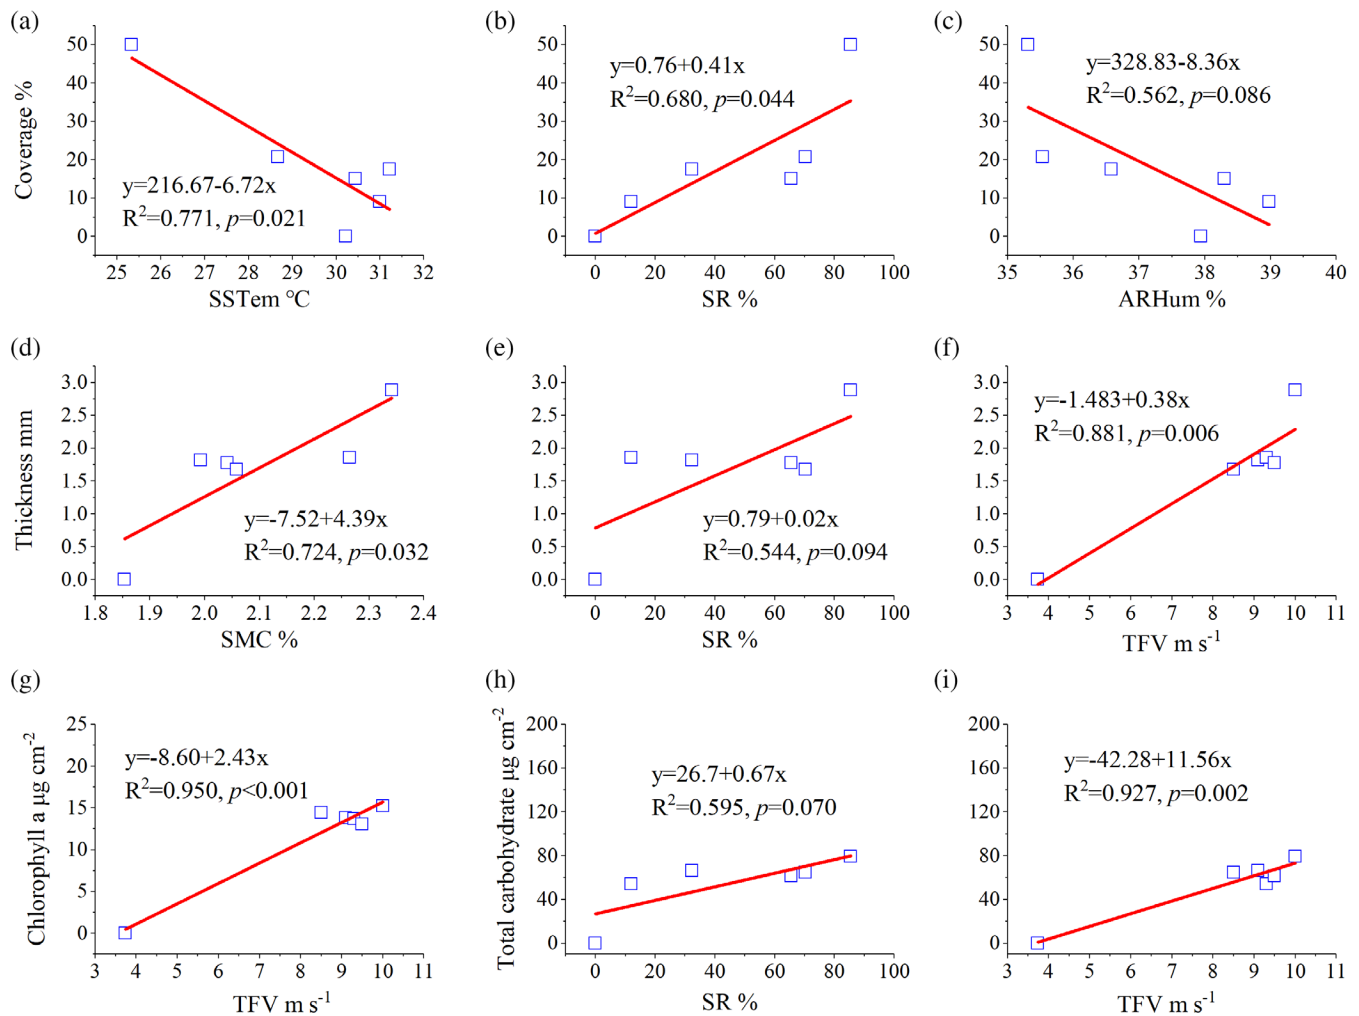 (a)
Coverage %
50
40
30
20
10
0
y=216.67-6.72x
R²=0.771, p=0.021
25 26 27 28 29 30 31 32
SSTem °C
(b)
50
40
30
20
10
0
y=0.76+0.41x
R²=0.680, p=0.044
0 20 40 60 80 100
SR %
(c)
50
40
30
20
10
0
y=328.83-8.36x
R²=0.562, p=0.086
35 36 37 38 39 40
ARHum %
(d)
Thickness mm
3.0
2.5
2.0
1.5
1.0
0.5
0.0
y=-7.52+4.39x
R²=0.724, p=0.032
1.8 1.9 2.0 2.1 2.2 2.3 2.4
SMC %
(e)
3.0
2.5
2.0
1.5
1.0
0.5
0.0
y=0.79+0.02x
R²=0.544, p=0.094
0 20 40 60 80 100
SR %
(f)
3.0
2.5
2.0
1.5
1.0
0.5
0.0
y=-1.483+0.38x
R²=0.881, p=0.006
3 4 5 6 7 8 9 10 11
TFV m s⁻¹
(g)
Chlorophyll a µg cm⁻²
25
20
15
10
5
0
y=-8.60+2.43x
R²=0.950, p<0.001
3 4 5 6 7 8 9 10 11
TFV m s⁻¹
(h)
Total carbohydrate µg cm⁻²
200
160
120
80
40
0
y=26.7+0.67x
R²=0.595, p=0.070
0 20 40 60 80 100
SR %
(i)
200
160
120
80
40
0
y=-42.28+11.56x
R²=0.927, p=0.002
3 4 5 6 7 8 9 10 11
TFV m s⁻¹